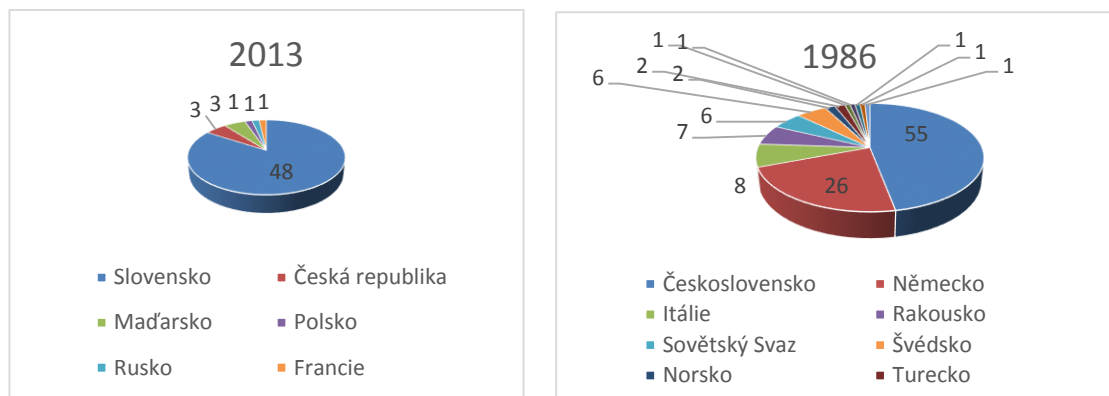 2013
3 3 1 1 1
48
Slovensko Česká republika
Maďarsko Polsko
Rusko Francie
1986
1 1 1
2 1
6 2 1
6
7
8
26
55
Československo Německo
Itálie Rakousko
Sovětský Svaz Švédsko
Norsko Turecko